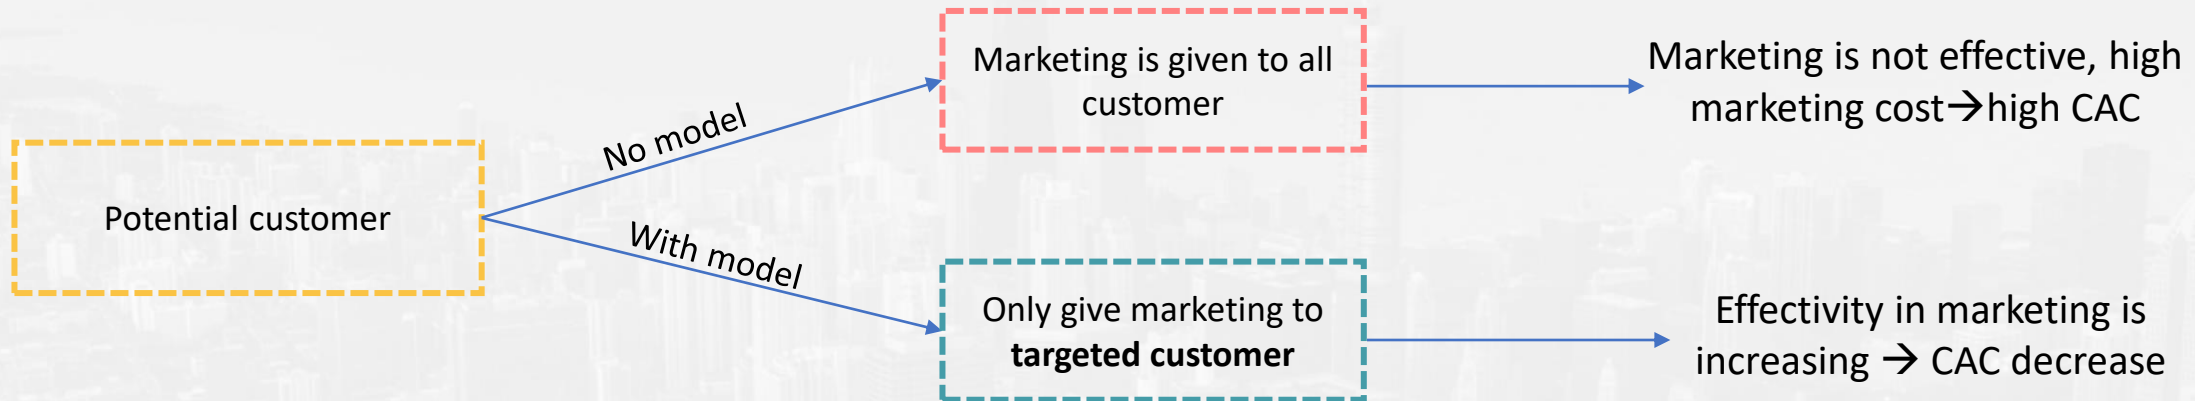 Potential customer
No model
Marketing is given to all
customer
Marketing is not effective, high
marketing cost→high CAC
With model
Only give marketing to
targeted customer
Effectivity in marketing is
increasing → CAC decrease